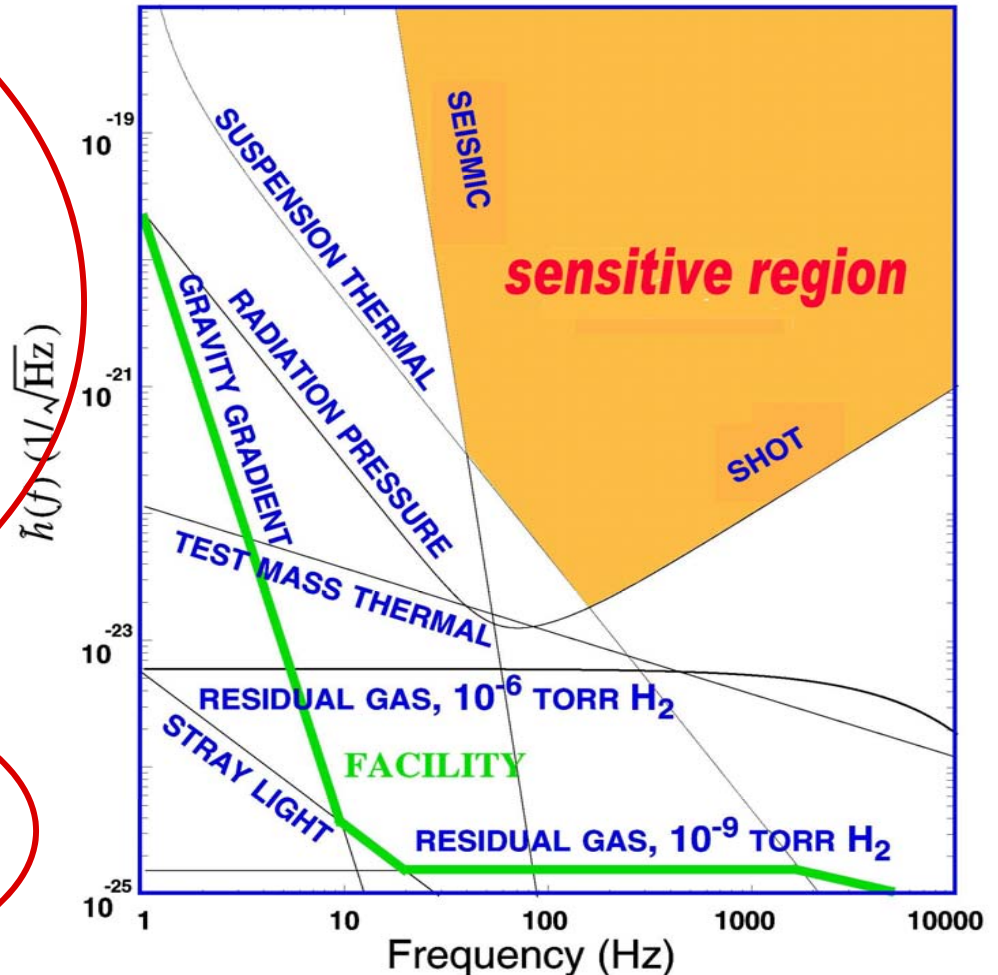 10^-19
10^-21
10^-23
10^-25
h̃(f) (1/√Hz)
SUSPENSION THERMAL
SEISMIC
sensitive region
GRAVITY GRADIENT
RADIATION PRESSURE
SHOT
TEST MASS THERMAL
RESIDUAL GAS, 10^-6 TORR H₂
STRAY LIGHT
FACILITY
RESIDUAL GAS, 10^-9 TORR H₂
1 10 100 1000 10000
Frequency (Hz)